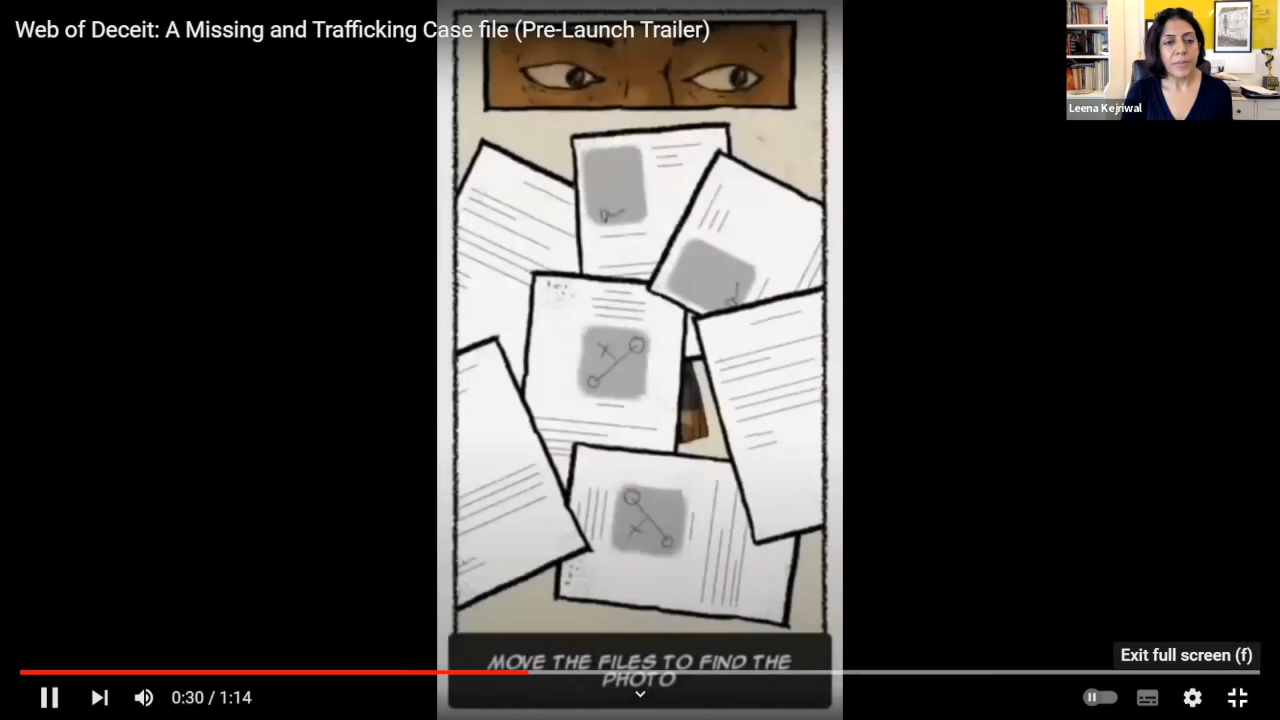 Web of Deceit: A Missing and Trafficking Case file (Pre-Launch Trailer)
Leena Kejriwal
MOVE THE FILES TO FIND THE
PHOTO
Exit full screen (f)
0:30 / 1:14